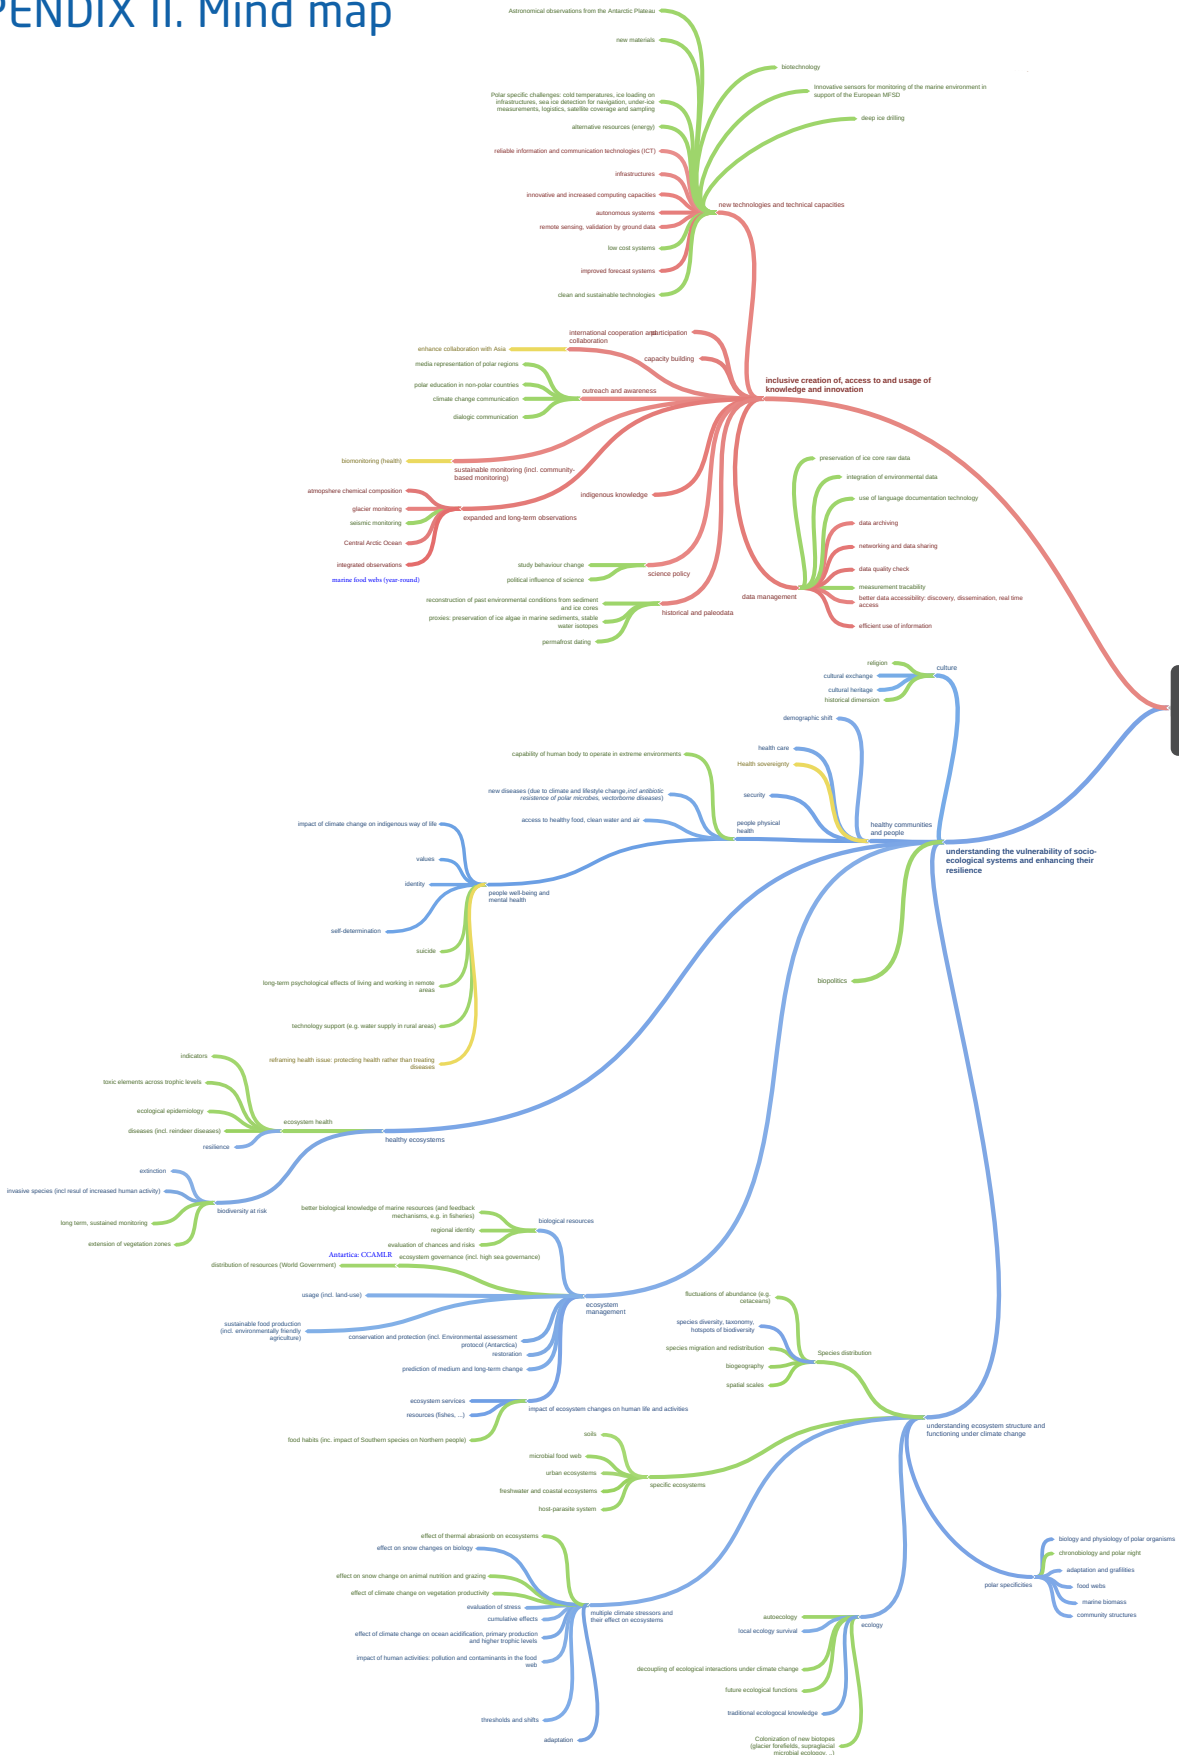 PENDIX II. Mind map
Astronomical observations from the Antarctic Plateau
new materials
biotechnology
Innovative sensors for monitoring of the marine environment in
support of the European MFSD
Polar specific challenges: cold temperatures, ice loading on
infrastructures, sea ice detection for navigation, under-ice
measurements, logistics, satellite coverage and sampling
deep ice drilling
alternative resources (energy)
reliable information and communication technologies (ICT)
infrastructures
innovative and increased computing capacities
new technologies and technical capacities
autonomous systems
remote sensing, validation by ground data
low cost systems
improved forecast systems
clean and sustainable technologies
international cooperation and
collaboration
participation
enhance collaboration with Asia
capacity building
media representation of polar regions
polar education in non-polar countries
outreach and awareness
climate change communication
dialogic communication
inclusive creation of, access to and usage of
knowledge and innovation
biomonitoring (health)
sustainable monitoring (incl. community-
based monitoring)
atmopshere chemical composition
glacier monitoring
seismic monitoring
expanded and long-term observations
Central Arctic Ocean
integrated observations
marine food webs (year-round)
indigenous knowledge
study behaviour change
political influence of science
science policy
reconstruction of past environmental conditions from sediment
and ice cores
proxies: preservation of ice algae in marine sediments, stable
water isotopes
permafrost dating
historical and paleodata
preservation of ice core raw data
integration of environmental data
use of language documentation technology
data archiving
networking and data sharing
data quality check
measurement tracability
data management
better data accessibility: discovery, dissemination, real time
access
efficient use of information
religion
culture
cultural exchange
cultural heritage
historical dimension
demographic shift
health care
Health sovereignty
security
capability of human body to operate in extreme environments
new diseases (due to climate and lifestyle change,incl antibiotic
resistence of polar microbes, vectorborne diseases)
access to healthy food, clean water and air
people physical
health
healthy communities
and people
understanding the vulnerability of socio-
ecological systems and enhancing their
resilience
impact of climate change on indigenous way of life
values
identity
people well-being and
mental health
self-determination
suicide
long-term psychological effects of living and working in remote
areas
technology support (e.g. water supply in rural areas)
reframing health issue: protecting health rather than treating
diseases
biopolitics
indicators
toxic elements across trophic levels
ecological epidemiology
ecosystem health
diseases (incl. reindeer diseases)
resilience
healthy ecosystems
extinction
invasive species (incl resul of increased human activity)
biodiversity at risk
long term, sustained monitoring
extension of vegetation zones
better biological knowledge of marine resources (and feedback
mechanisms, e.g. in fisheries)
biological resources
regional identity
evaluation of chances and risks
Antartica: CCAMLR
ecosystem governance (incl. high sea governance)
distribution of resources (World Government)
usage (incl. land-use)
ecosystem
management
sustainable food production
(incl. environmentally friendly
agriculture)
conservation and protection (incl. Environmental assessment
protocol (Antarctica)
restoration
prediction of medium and long-term change
ecosystem services
resources (fishes, ...)
impact of ecosystem changes on human life and activities
food habits (inc. impact of Southern species on Northern people)
fluctuations of abundance (e.g.
cetaceans)
species diversity, taxonomy,
hotspots of biodiversity
species migration and redistribution
Species distribution
biogeography
spatial scales
understanding ecosystem structure and
functioning under climate change
soils
microbial food web
urban ecosystems
specific ecosystems
freshwater and coastal ecosystems
host-parasite system
effect of thermal abrasionb on ecosystems
effect on snow changes on biology
effect on snow change on animal nutrition and grazing
effect of climate change on vegetation productivity
evaluation of stress
cumulative effects
multiple climate stressors and
their effect on ecosystems
effect of climate change on ocean acidification, primary production
and higher trophic levels
impact of human activities: pollution and contaminants in the food
web
thresholds and shifts
adaptation
autoecology
ecology
local ecology survival
decoupling of ecological interactions under climate change
future ecological functions
traditional ecologocal knowledge
Colonization of new biotopes
(glacier forefields, supraglacial
microbial ecology, ..)
biology and physiology of polar organisms
chronobiology and polar night
adaptation and grafilities
polar specificities
food webs
marine biomass
community structures